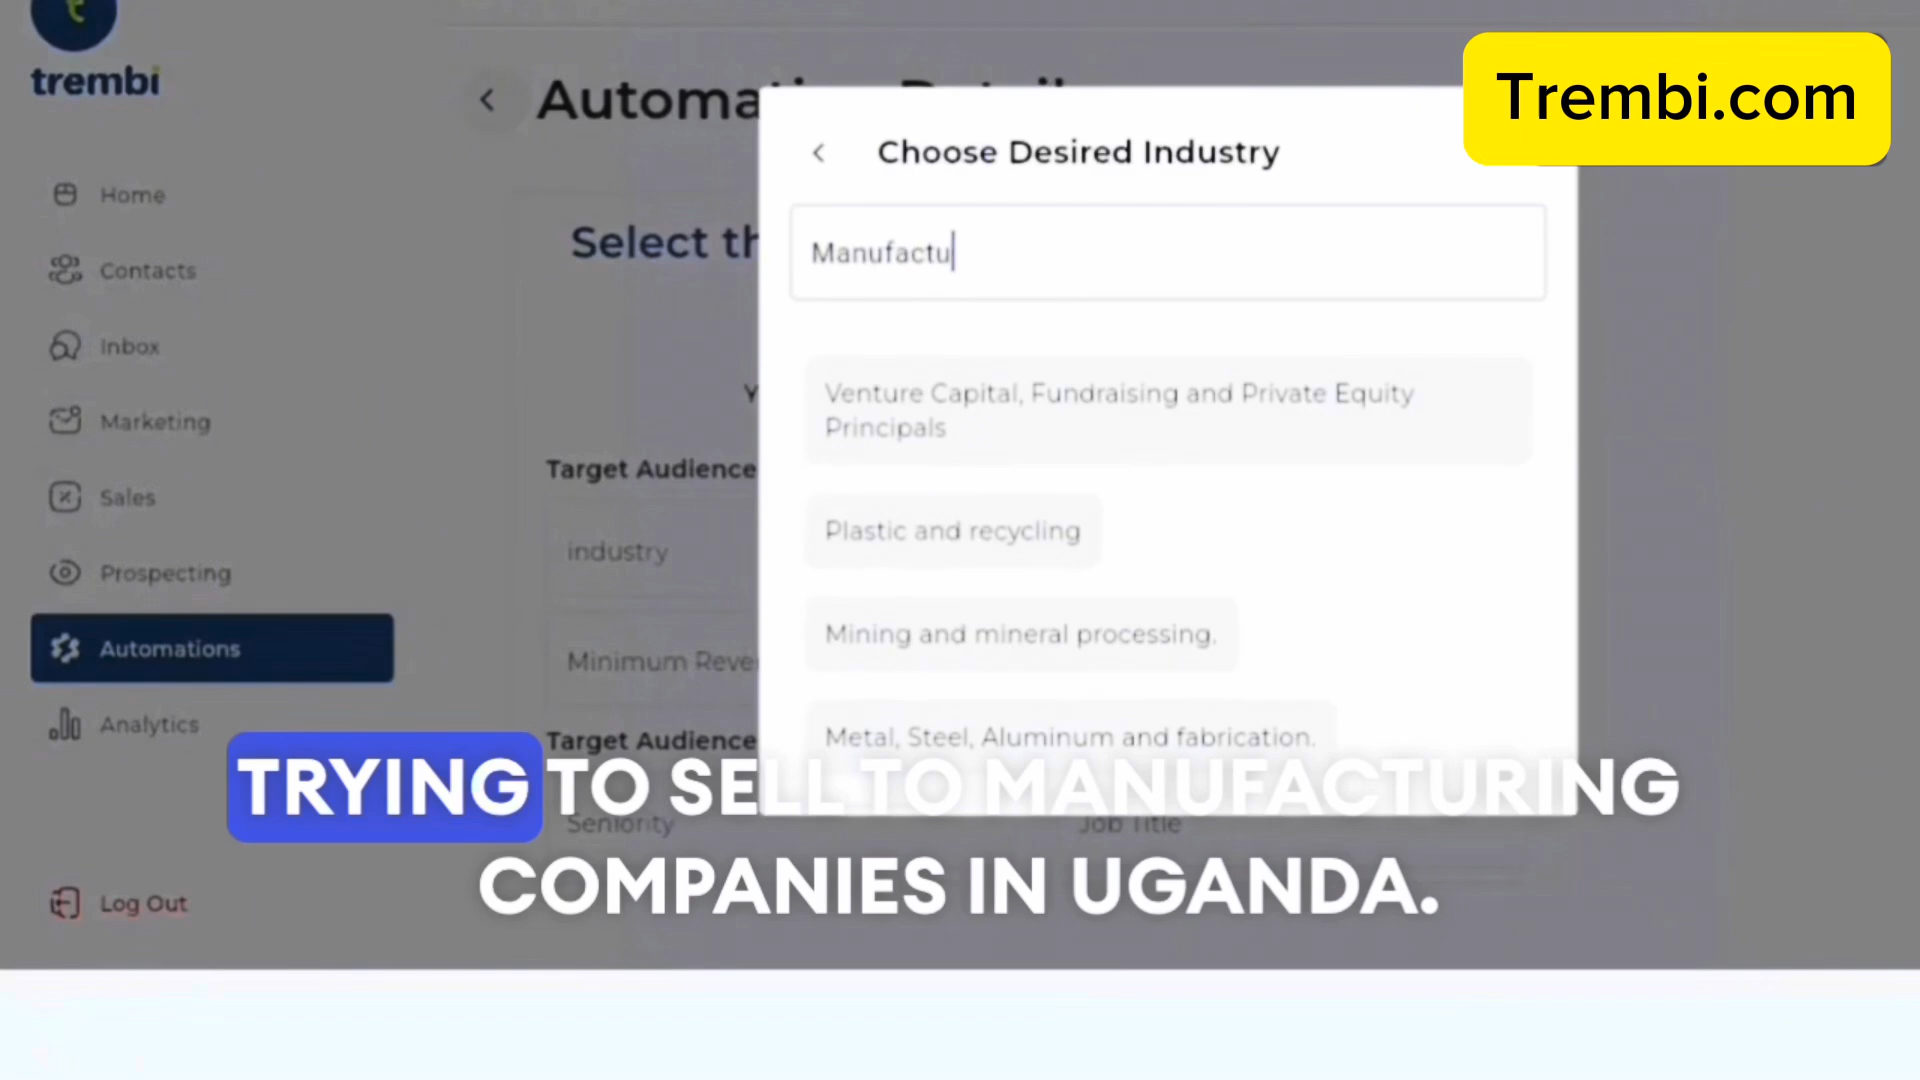 trembi
Home
Contacts
Inbox
Marketing
Sales
Prospecting
Automations
Analytics
Log Out
Select th
Y
Target Audience
industry
Minimum Reve
Target Audience
Seniority
Job Title
Choose Desired Industry
Manufactu
Venture Capital, Fundraising and Private Equity
Principals
Plastic and recycling
Mining and mineral processing.
Metal, Steel, Aluminum and fabrication.
Trembi.com
TRYING TO SELL TO MANUFACTURING
COMPANIES IN UGANDA.